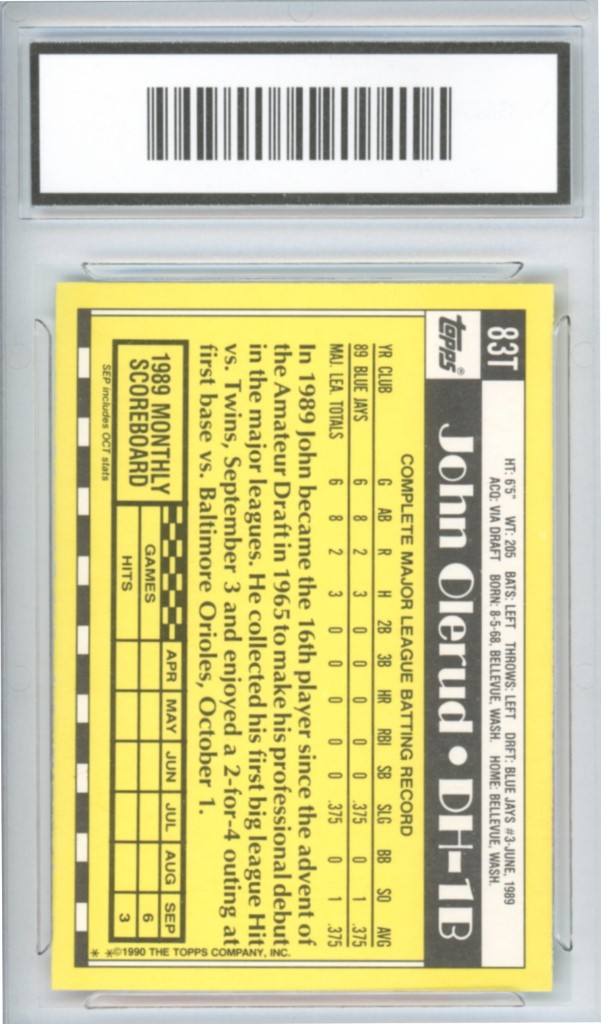 83T
HT: 6'5" WT: 205 BATS: LEFT THROWS: LEFT DRFT: BLUE JAYS #3-JUNE, 1989
ACQ: VIA DRAFT BORN: 8-5-68, BELLEVUE, WASH. HOME: BELLEVUE, WASH.
topps®
John Olerud • DH-1B
COMPLETE MAJOR LEAGUE BATTING RECORD
YR CLUB G AB R H 2B 3B HR RBI SB SLG BB SO AVG
89 BLUE JAYS 6 8 2 3 0 0 0 0 0 .375 0 1 .375
MAJ. LEA. TOTALS 6 8 2 3 0 0 0 0 0 .375 0 1 .375
In 1989 John became the 16th player since the advent of
the Amateur Draft in 1965 to make his professional debut
in the major leagues. He collected his first big league Hit
vs. Twins, September 3 and enjoyed a 2-for-4 outing at
first base vs. Baltimore Orioles, October 1.
1989 MONTHLY
SCOREBOARD
APR MAY JUN JUL AUG SEP
GAMES 6
HITS 3
SEP includes OCT stats
* *©1990 THE TOPPS COMPANY, INC.